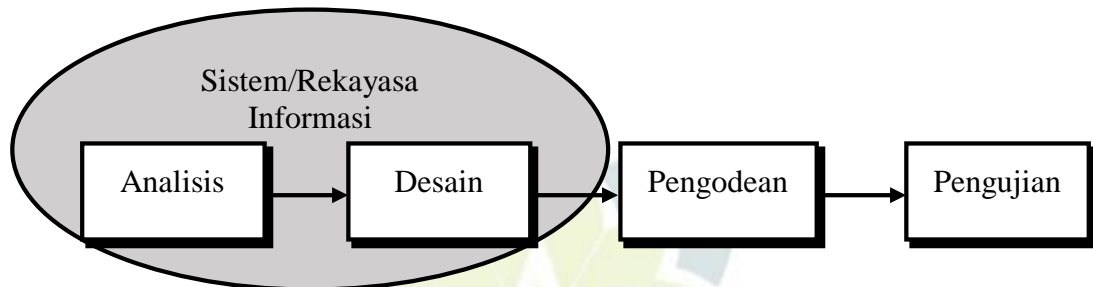 Sistem/Rekayasa
Informasi
Analisis
Desain
Pengodean
Pengujian